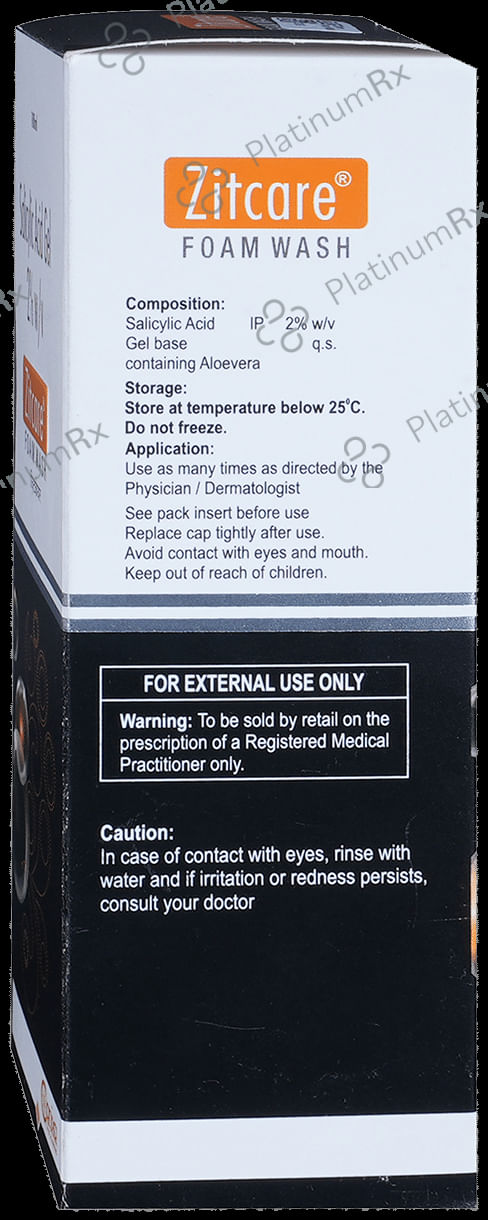 Zitcare®
FOAM WASH
Composition:
Salicylic Acid IP 2% w/v
Gel base q.s.
containing Aloevera
Storage:
Store at temperature below 25°C.
Do not freeze.
Application:
Use as many times as directed by the
Physician / Dermatologist
See pack insert before use
Replace cap tightly after use.
Avoid contact with eyes and mouth.
Keep out of reach of children.
FOR EXTERNAL USE ONLY
Warning: To be sold by retail on the
prescription of a Registered Medical
Practitioner only.
Caution:
In case of contact with eyes, rinse with
water and if irritation or redness persists,
consult your doctor
Salicylic Acid Gel
2% w/v
Zitcare®
FOAM WASH
PlatinumRx
PlatinumRx
PlatinumRx